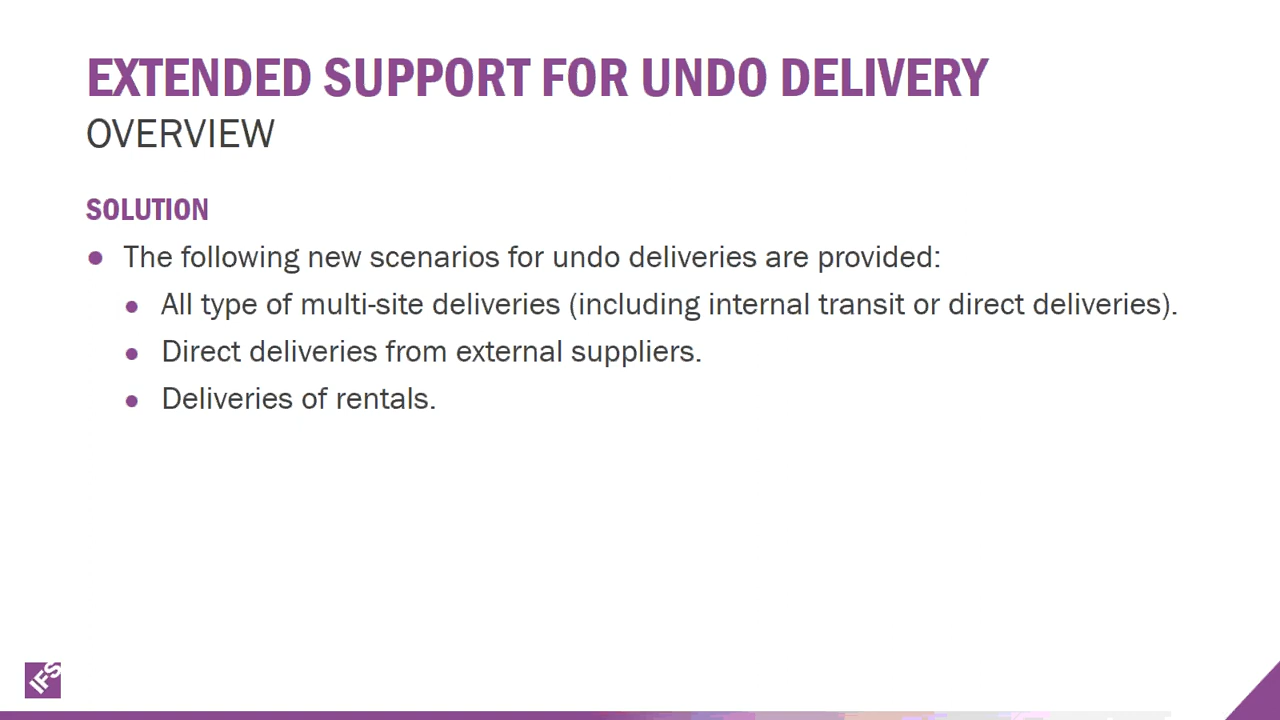 EXTENDED SUPPORT FOR UNDO DELIVERY
OVERVIEW
SOLUTION
● The following new scenarios for undo deliveries are provided:
● All type of multi-site deliveries (including internal transit or direct deliveries).
● Direct deliveries from external suppliers.
● Deliveries of rentals.
IFS